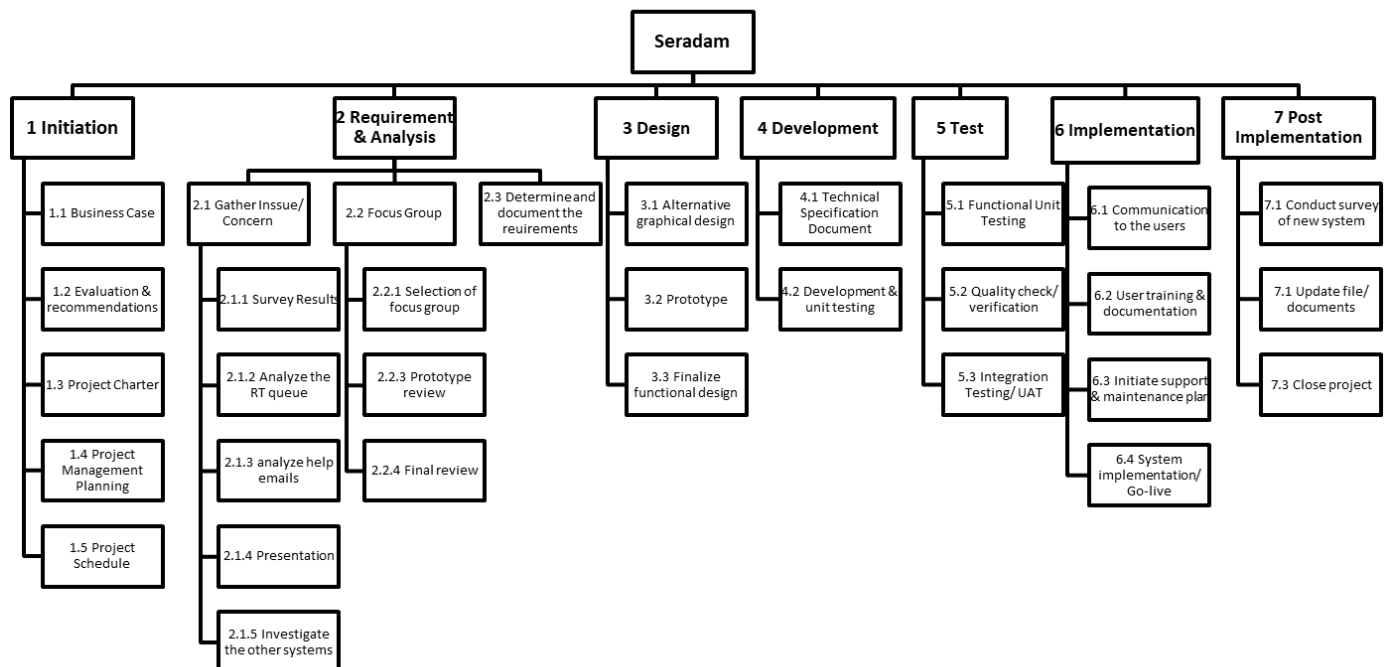 Seradam
1 Initiation
1.1 Business Case
1.2 Evaluation &
recommendations
1.3 Project Charter
1.4 Project
Management
Planning
1.5 Project
Schedule
2 Requirement
& Analysis
2.1 Gather Inssue/
Concern
2.1.1 Survey Results
2.1.2 Analyze the
RT queue
2.1.3 analyze help
emails
2.1.4 Presentation
2.1.5 Investigate
the other systems
2.2 Focus Group
2.2.1 Selection of
focus group
2.2.3 Prototype
review
2.2.4 Final review
2.3 Determine and
document the
reuirements
3 Design
3.1 Alternative
graphical design
3.2 Prototype
3.3 Finalize
functional design
4 Development
4.1 Technical
Specification
Document
4.2 Development &
unit testing
5 Test
5.1 Functional Unit
Testing
5.2 Quality check/
verification
5.3 Integration
Testing/ UAT
6 Implementation
6.1 Communication
to the users
6.2 User training &
documentation
6.3 Initiate support
& maintenance plan
6.4 System
implementation/
Go-live
7 Post
Implementation
7.1 Conduct survey
of new system
7.1 Update file/
documents
7.3 Close project